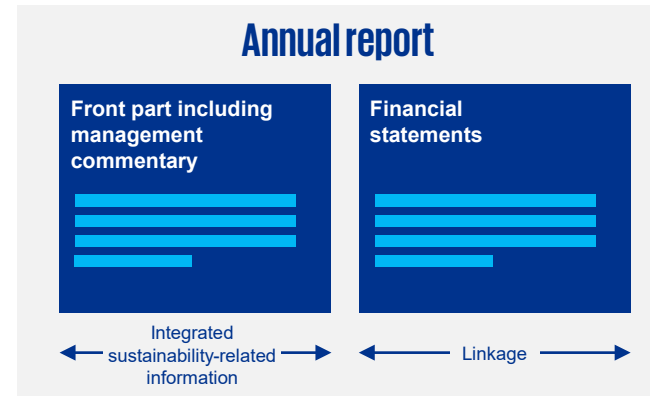 Annual report
Front part including
management
commentary
Financial
statements
Integrated
sustainability-related
information
Linkage